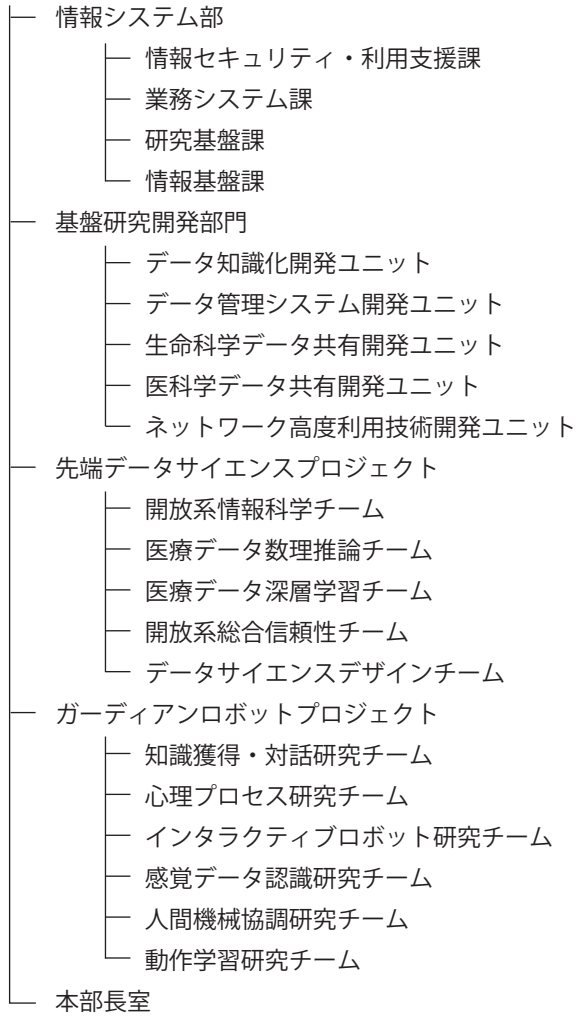 情報システム部
情報セキュリティ・利用支援課
業務システム課
研究基盤課
情報基盤課
基盤研究開発部門
データ知識化開発ユニット
データ管理システム開発ユニット
生命科学データ共有開発ユニット
医科学データ共有開発ユニット
ネットワーク高度利用技術開発ユニット
先端データサイエンスプロジェクト
開放系情報科学チーム
医療データ数理推論チーム
医療データ深層学習チーム
開放系総合信頼性チーム
データサイエンスデザインチーム
ガーディアンロボットプロジェクト
知識獲得・対話研究チーム
心理プロセス研究チーム
インタラクティブロボット研究チーム
感覚データ認識研究チーム
人間機械協調研究チーム
動作学習研究チーム
本部長室